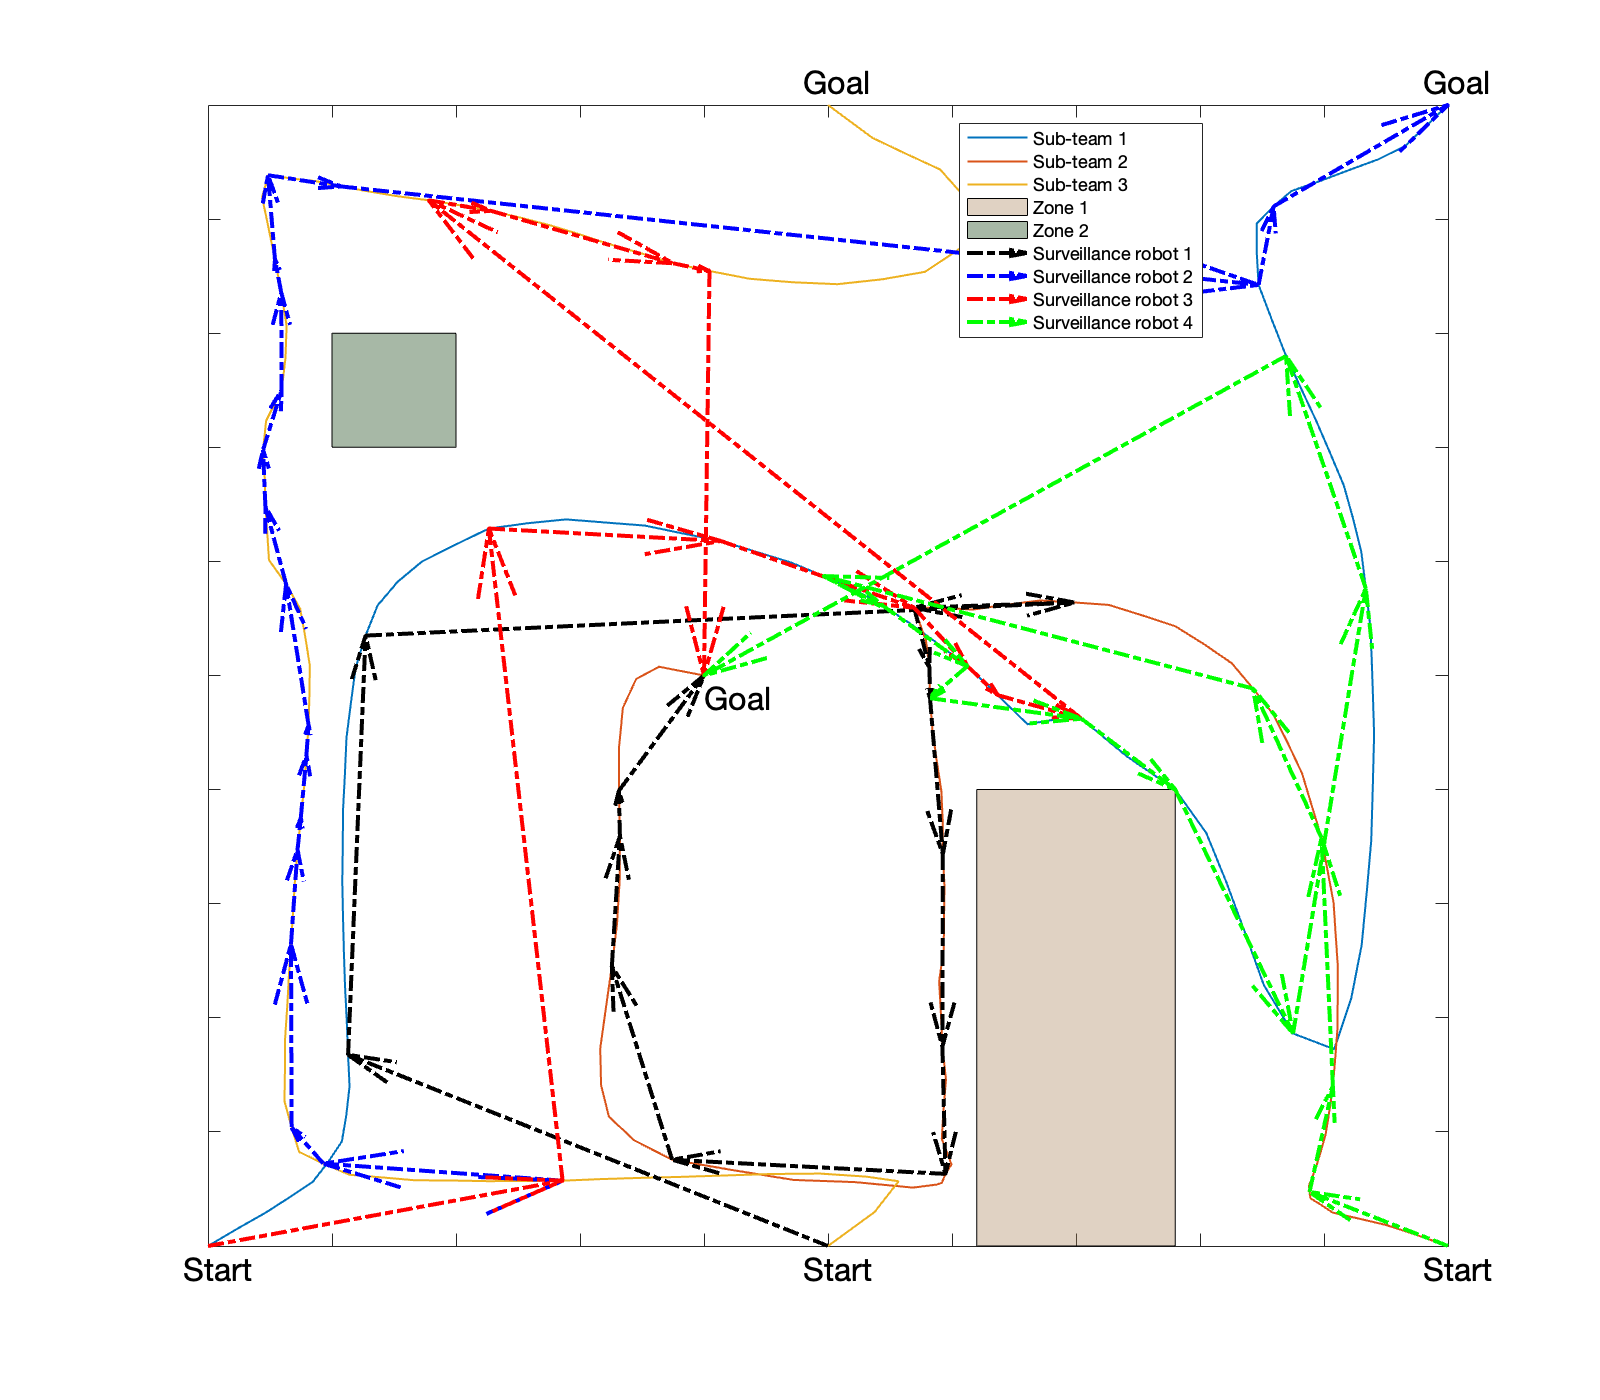 Goal
Goal
Sub-team 1
Sub-team 2
Sub-team 3
Zone 1
Zone 2
Surveillance robot 1
Surveillance robot 2
Surveillance robot 3
Surveillance robot 4
Goal
Start
Start
Start